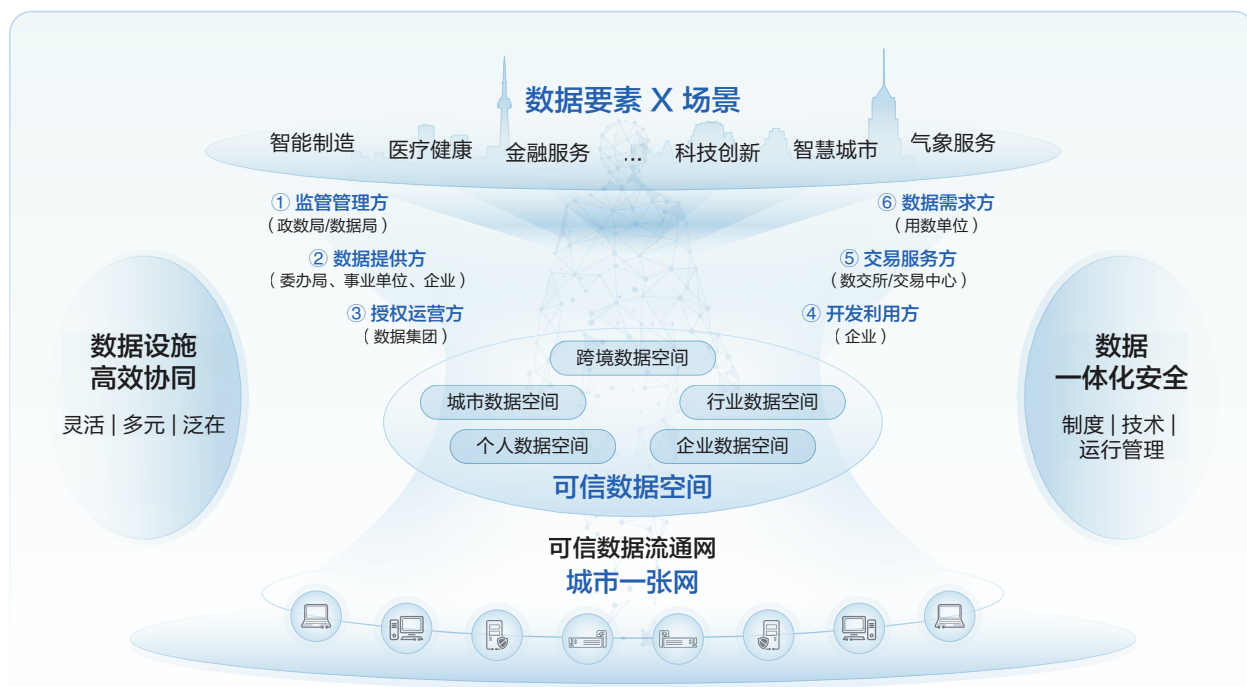 数据要素 X 场景
智能制造
医疗健康
金融服务
...
科技创新
智慧城市
气象服务
① 监管管理方
（政数局/数据局）
② 数据提供方
（委办局、事业单位、企业）
③ 授权运营方
（数据集团）
⑥ 数据需求方
（用数单位）
⑤ 交易服务方
（数交所/交易中心）
④ 开发利用方
（企业）
数据设施
高效协同
灵活 | 多元 | 泛在
跨境数据空间
城市数据空间
行业数据空间
个人数据空间
企业数据空间
可信数据空间
数据
一体化安全
制度 | 技术 |
运行管理
可信数据流通网
城市一张网